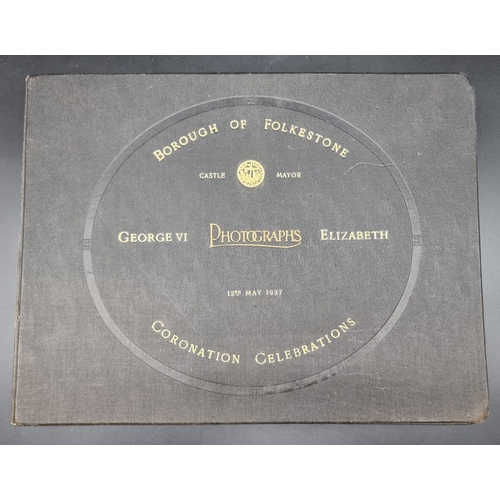 BOROUGH OF FOLKESTONE
CASTLE MAYOR
GEORGE VI PHOTOGRAPHS ELIZABETH
12TH MAY 1937
CORONATION CELEBRATIONS